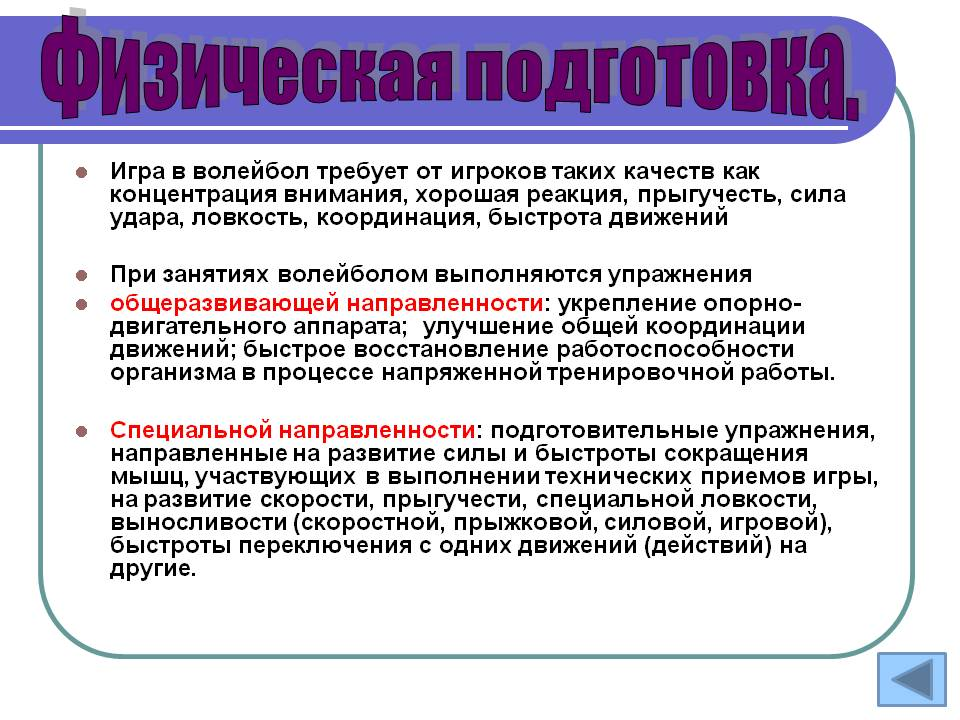 Физическая подготовка.
Игра в волейбол требует от игроков таких качеств как
концентрация внимания, хорошая реакция, прыгучесть, сила
удара, ловкость, координация, быстрота движений
При занятиях волейболом выполняются упражнения
общеразвивающей направленности: укрепление опорно-
двигательного аппарата; улучшение общей координации
движений; быстрое восстановление работоспособности
организма в процессе напряженной тренировочной работы.
Специальной направленности: подготовительные упражнения,
направленные на развитие силы и быстроты сокращения
мышц, участвующих в выполнении технических приемов игры,
на развитие скорости, прыгучести, специальной ловкости,
выносливости (скоростной, прыжковой, силовой, игровой),
быстроты переключения с одних движений (действий) на
другие.